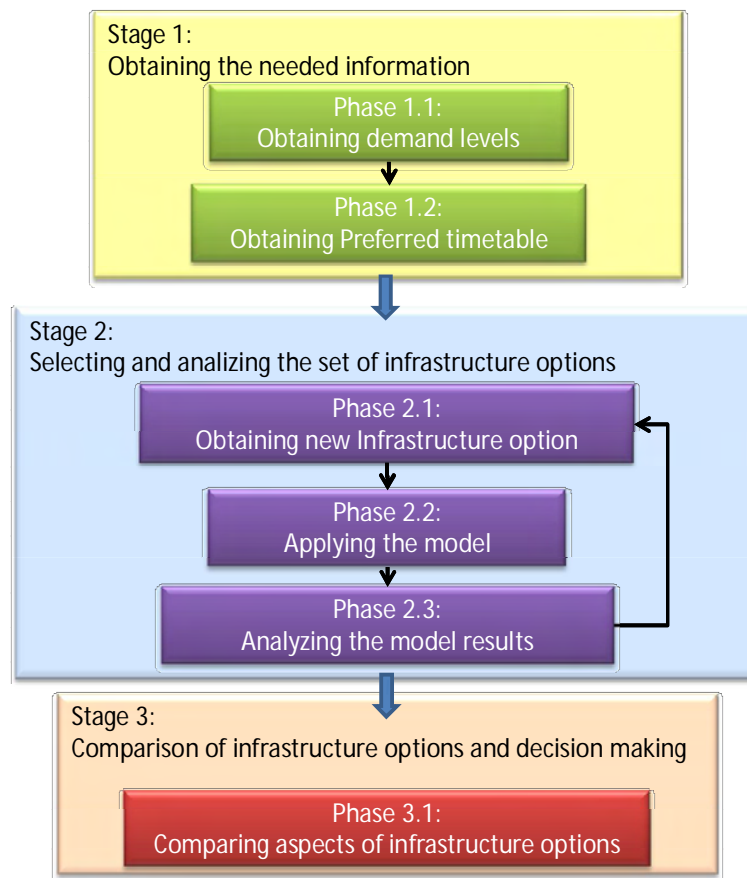 Stage 1:
Obtaining the needed information
Phase 1.1:
Obtaining demand levels
Phase 1.2:
Obtaining Preferred timetable
Stage 2:
Selecting and analizing the set of infrastructure options
Phase 2.1:
Obtaining new Infrastructure option
Phase 2.2:
Applying the model
Phase 2.3:
Analyzing the model results
Stage 3:
Comparison of infrastructure options and decision making
Phase 3.1:
Comparing aspects of infrastructure options